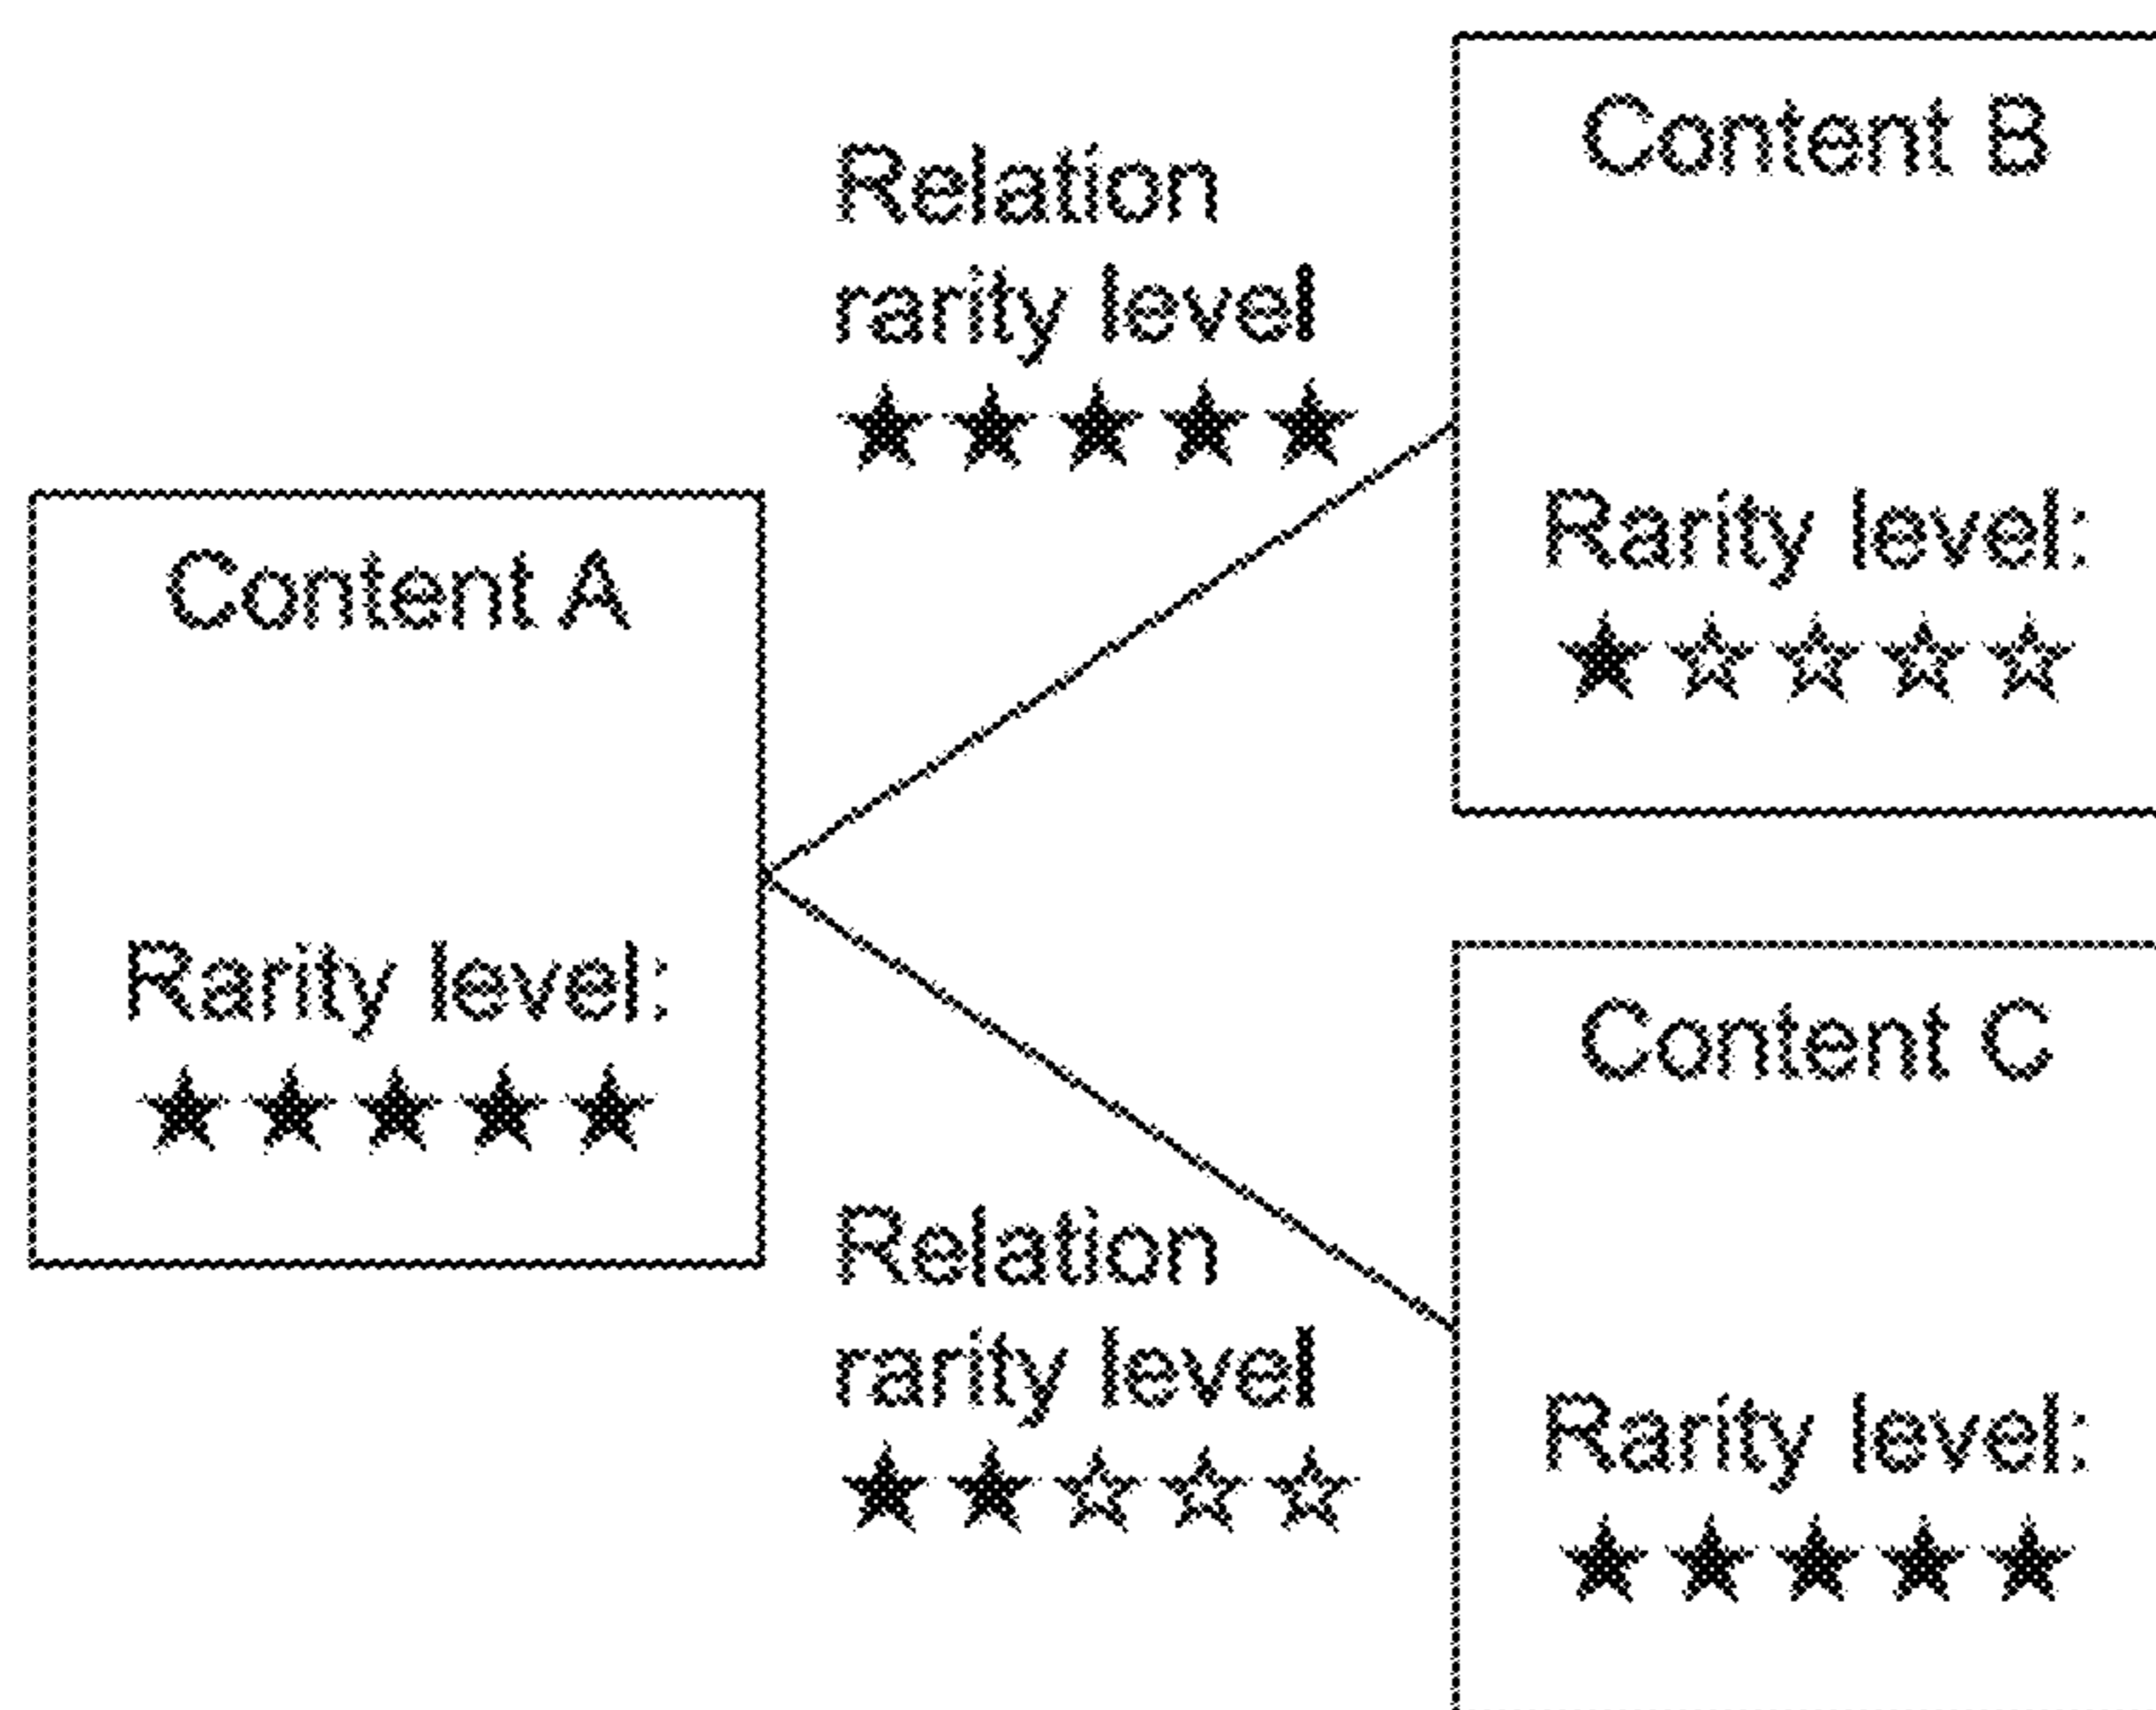 Content A
Rarity level:
★★★★★
Relation
rarity level
★★★★★
Content B
Rarity level:
★☆☆☆☆
Relation
rarity level
★★☆☆☆
Content C
Rarity level:
★★★★★